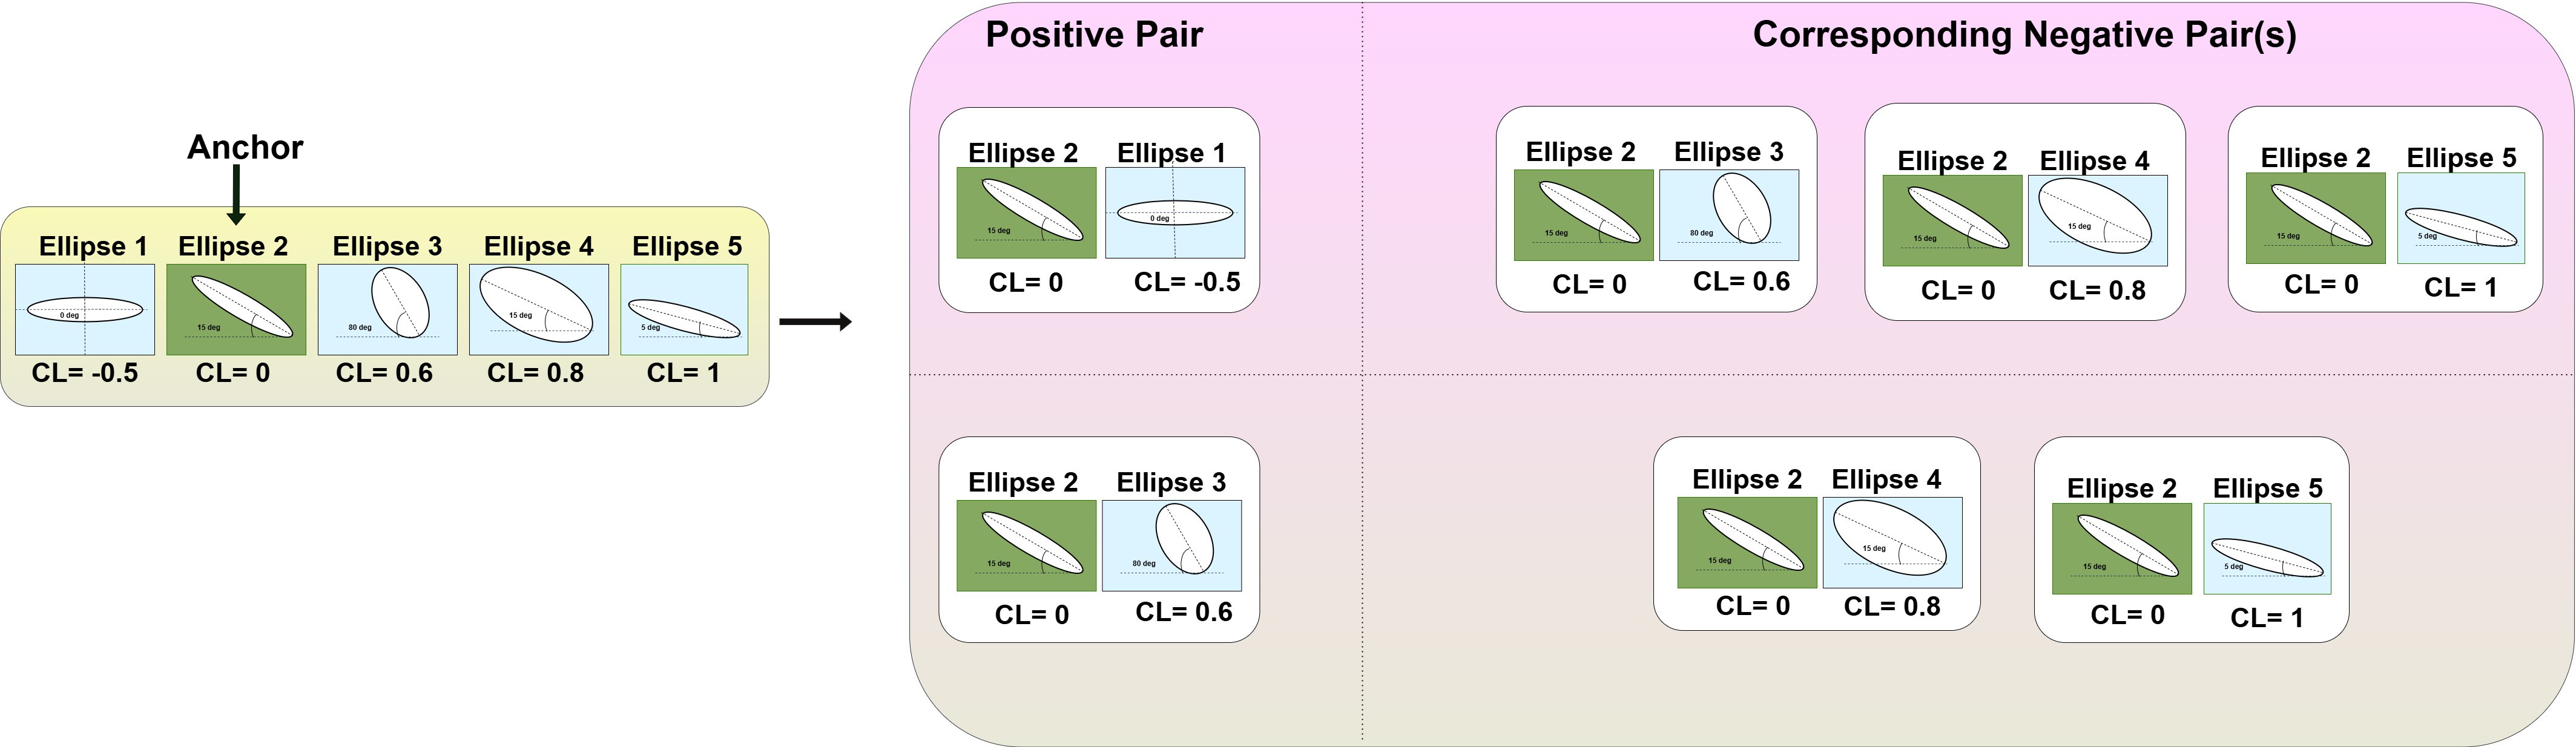 Positive Pair
Corresponding Negative Pair(s)
Anchor
Ellipse 1 Ellipse 2 Ellipse 3 Ellipse 4 Ellipse 5
0 deg 15 deg 80 deg 15 deg 5 deg
CL= -0.5 CL= 0 CL= 0.6 CL= 0.8 CL= 1
Ellipse 2 Ellipse 1
15 deg 0 deg
CL= 0 CL= -0.5
Ellipse 2 Ellipse 3
15 deg 80 deg
CL= 0 CL= 0.6
Ellipse 2 Ellipse 4
15 deg 15 deg
CL= 0 CL= 0.8
Ellipse 2 Ellipse 5
15 deg 5 deg
CL= 0 CL= 1
Ellipse 2 Ellipse 3
15 deg 80 deg
CL= 0 CL= 0.6
Ellipse 2 Ellipse 4
15 deg 15 deg
CL= 0 CL= 0.8
Ellipse 2 Ellipse 5
15 deg 5 deg
CL= 0 CL= 1